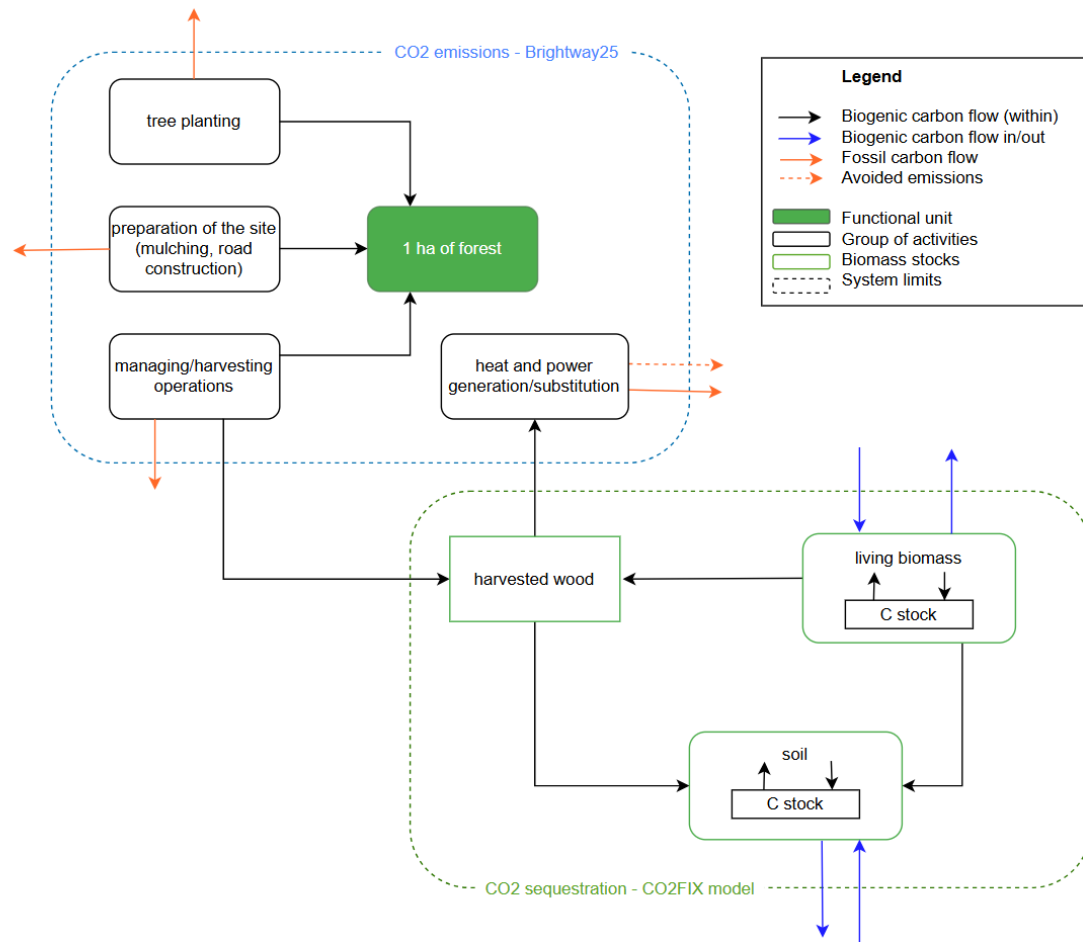 CO2 emissions - Brightway25
tree planting
preparation of the site
(mulching, road
construction)
1 ha of forest
managing/harvesting
operations
heat and power
generation/substitution
Legend
Biogenic carbon flow (within)
Biogenic carbon flow in/out
Fossil carbon flow
Avoided emissions
Functional unit
Group of activities
Biomass stocks
System limits
harvested wood
living biomass
C stock
soil
C stock
CO2 sequestration - CO2FIX model